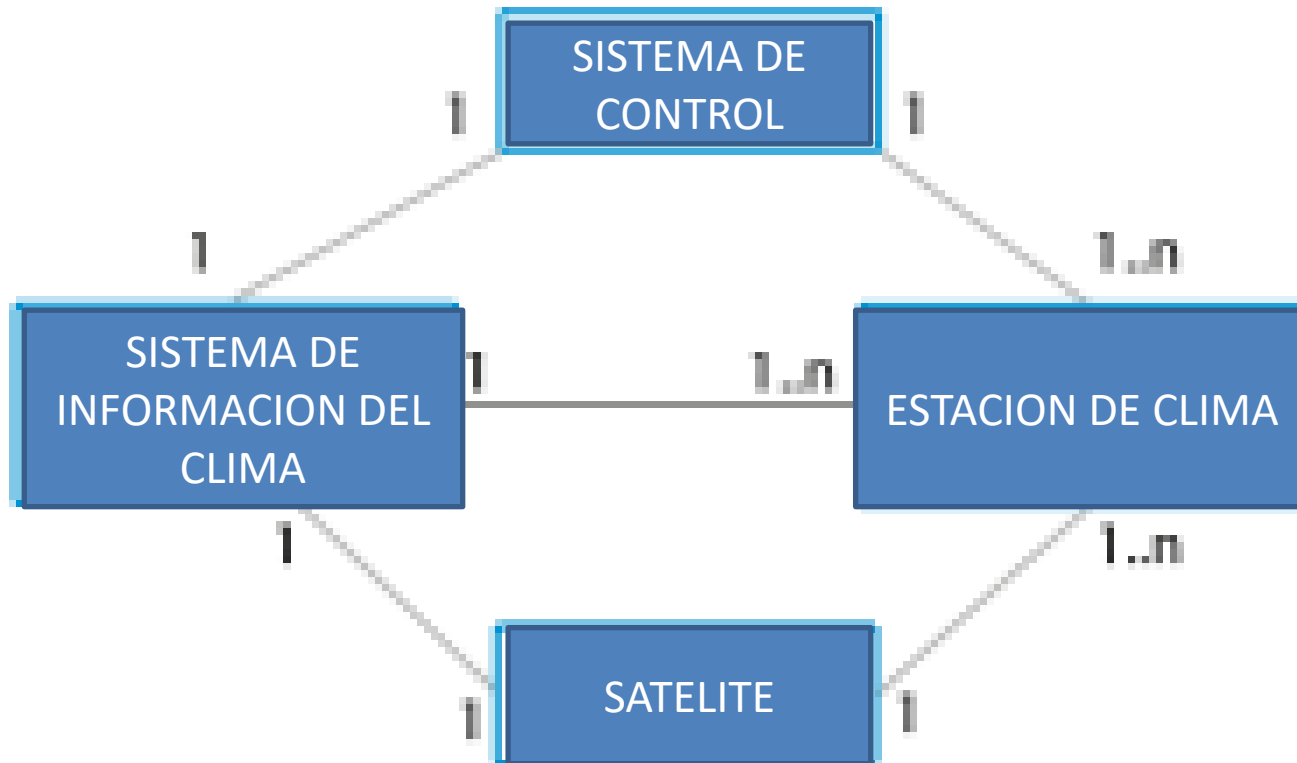 SISTEMA DE
CONTROL
1
1
1
1..n
SISTEMA DE
INFORMACION DEL
CLIMA
1
1..n
ESTACION DE CLIMA
1
1..n
SATELITE
1
1